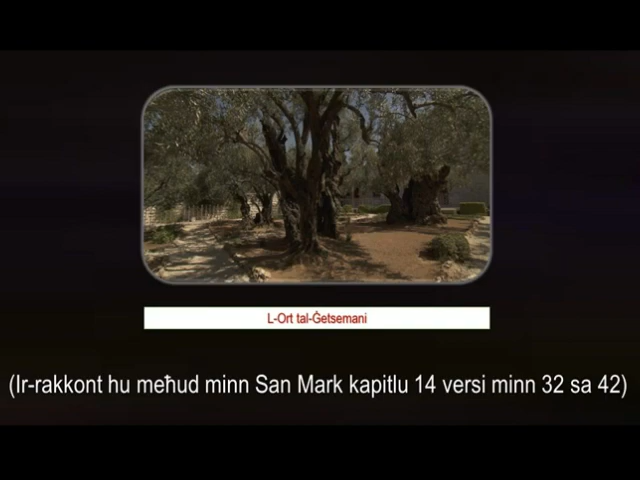 L-Ort tal-Ġetsemani
(Ir-rakkont hu meħud minn San Mark kapitlu 14 versi minn 32 sa 42)